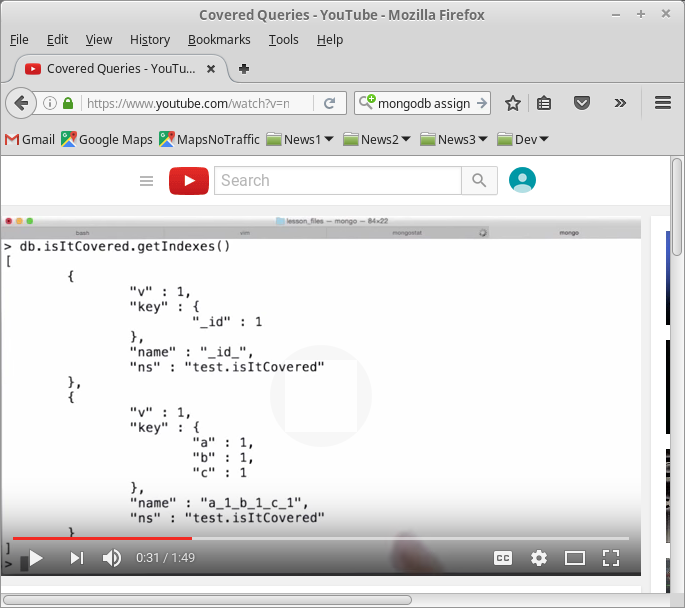 Covered Queries - YouTube - Mozilla Firefox
File Edit View History Bookmarks Tools Help
Covered Queries - YouTu...
https://www.youtube.com/watch?v=n mongodb assign
Gmail Google Maps MapsNoTraffic News1 News2 News3 Dev
Search
lesson_files — mongo — 84×22
bash vim mongostat mongo
> db.isItCovered.getIndexes()
[
{
"v" : 1,
"key" : {
"_id" : 1
},
"name" : "_id_",
"ns" : "test.isItCovered"
},
{
"v" : 1,
"key" : {
"a" : 1,
"b" : 1,
"c" : 1
},
"name" : "a_1_b_1_c_1",
"ns" : "test.isItCovered"
}
]
>
0:31 / 1:49 CC